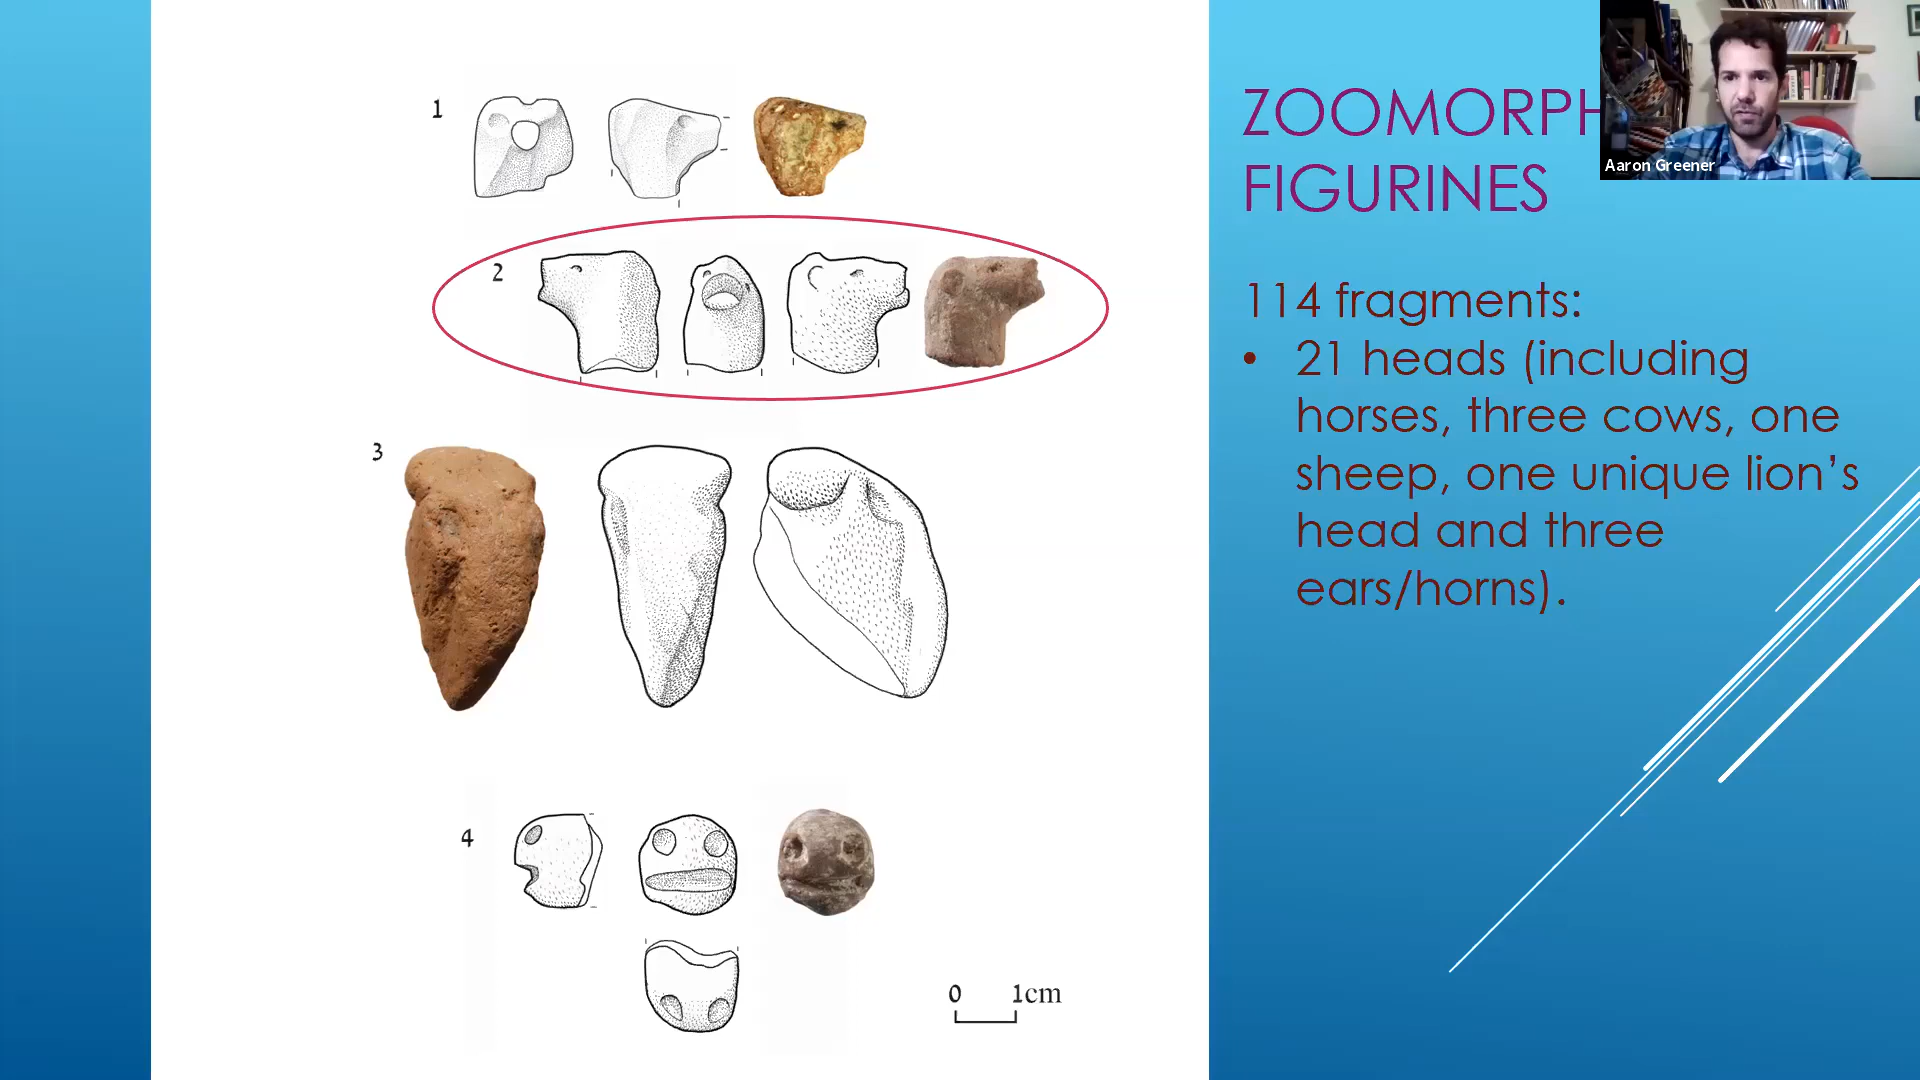 ZOOMORPH
FIGURINES
Aaron Greener
114 fragments:
• 21 heads (including
horses, three cows, one
sheep, one unique lion’s
head and three
ears/horns).
1
2
3
4
0 1cm